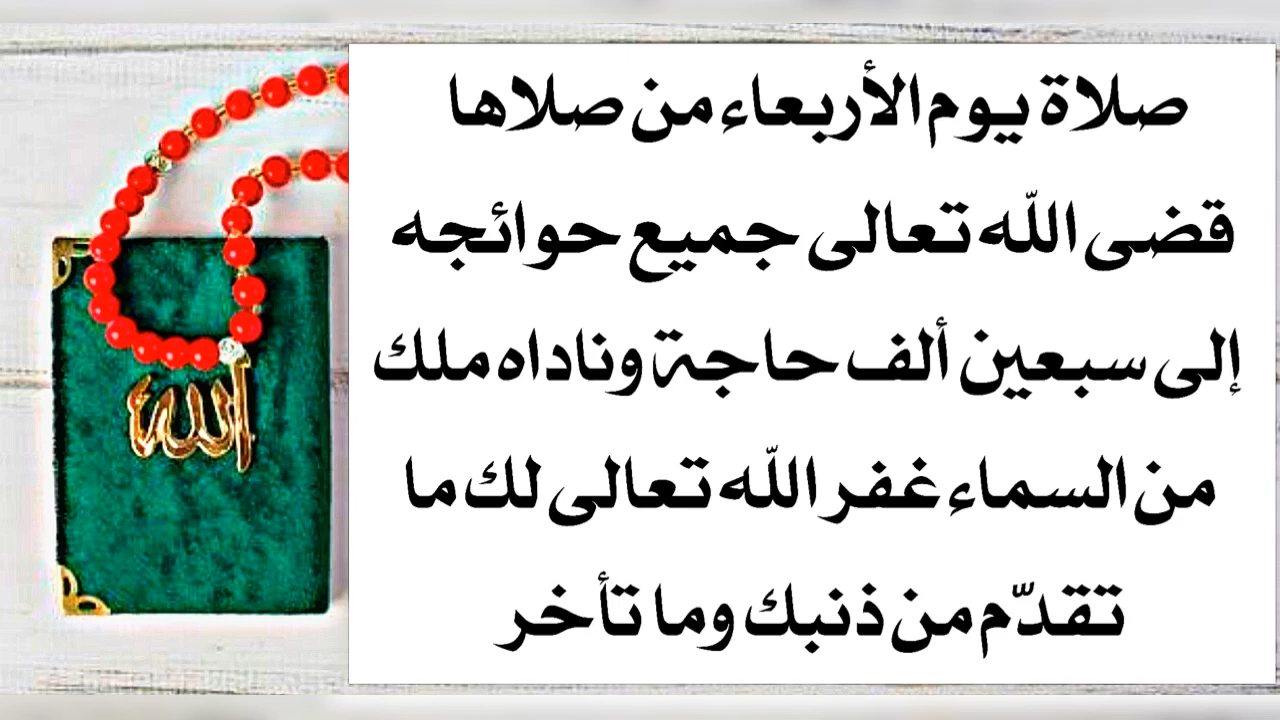 صلاة يوم الأربعاء من صلاها
قضى الله تعالى جميع حوائجه
إلى سبعين ألف حاجة وناداه ملك
من السماء غفر الله تعالى لك ما
تقدّم من ذنبك وما تأخر
الله